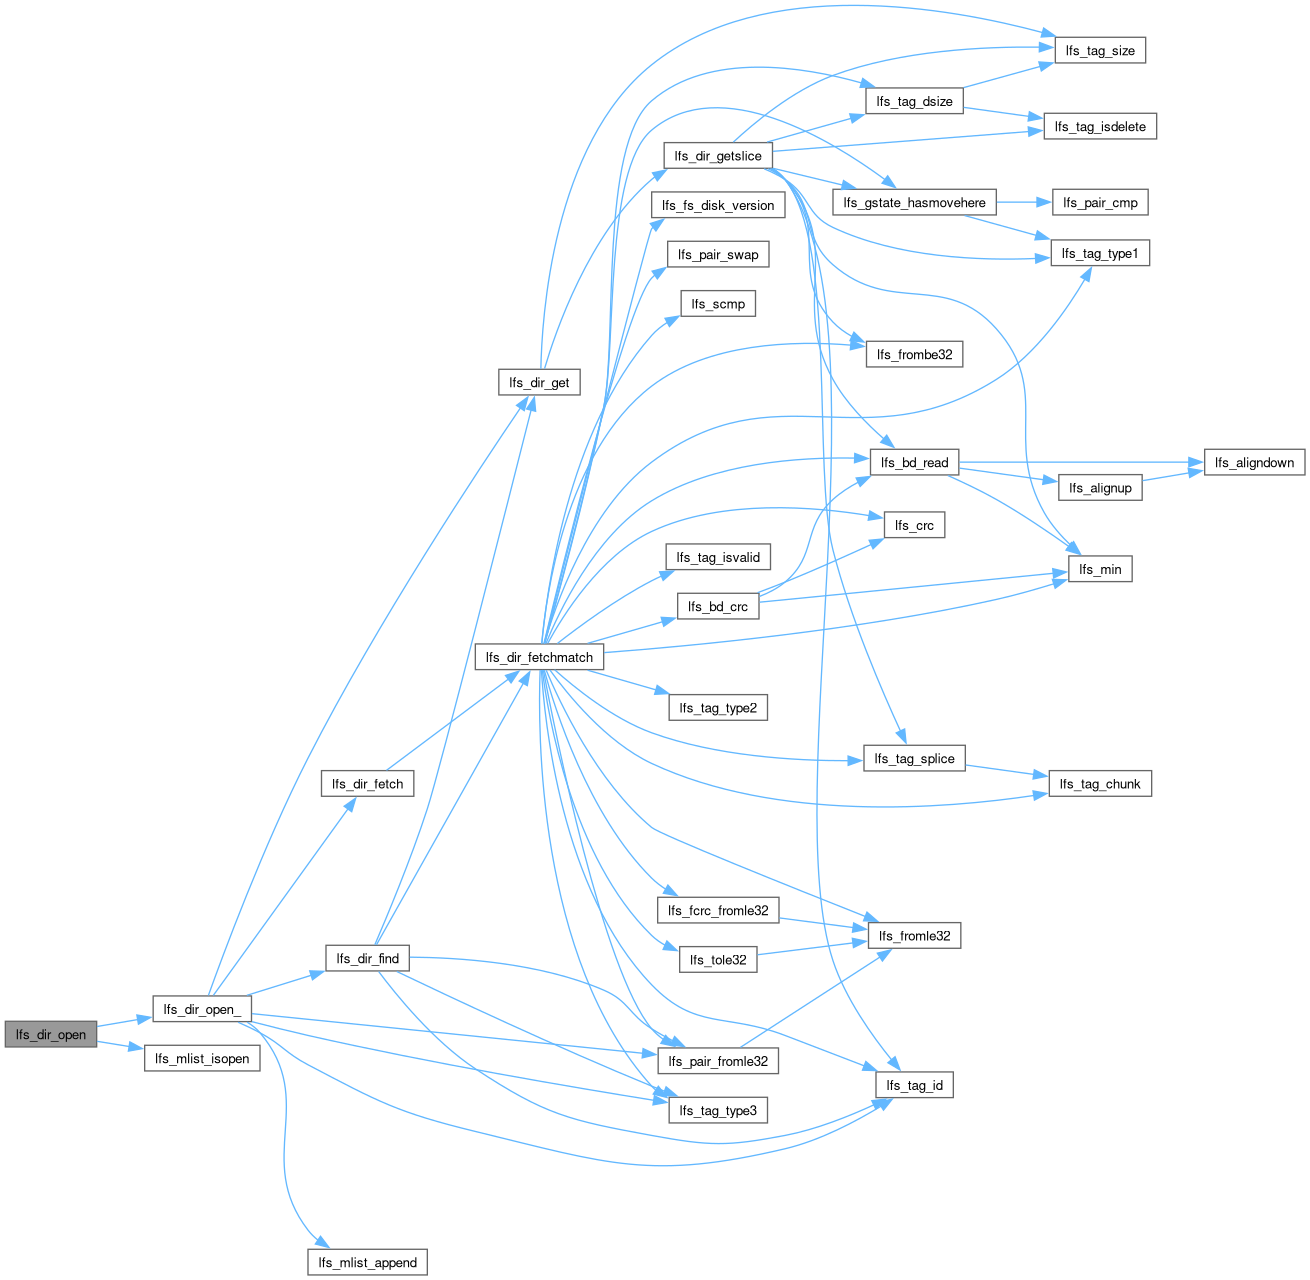 lfs_tag_size
lfs_tag_dsize
lfs_tag_isdelete
lfs_dir_getslice
lfs_fs_disk_version
lfs_gstate_hasmovehere
lfs_pair_cmp
lfs_pair_swap
lfs_tag_type1
lfs_scmp
lfs_frombe32
lfs_dir_get
lfs_bd_read
lfs_aligndown
lfs_alignup
lfs_crc
lfs_tag_isvalid
lfs_min
lfs_bd_crc
lfs_dir_fetchmatch
lfs_tag_type2
lfs_tag_splice
lfs_dir_fetch
lfs_tag_chunk
lfs_fcrc_fromle32
lfs_fromle32
lfs_dir_find
lfs_tole32
lfs_dir_open_
lfs_dir_open
lfs_mlist_isopen
lfs_pair_fromle32
lfs_tag_id
lfs_tag_type3
lfs_mlist_append